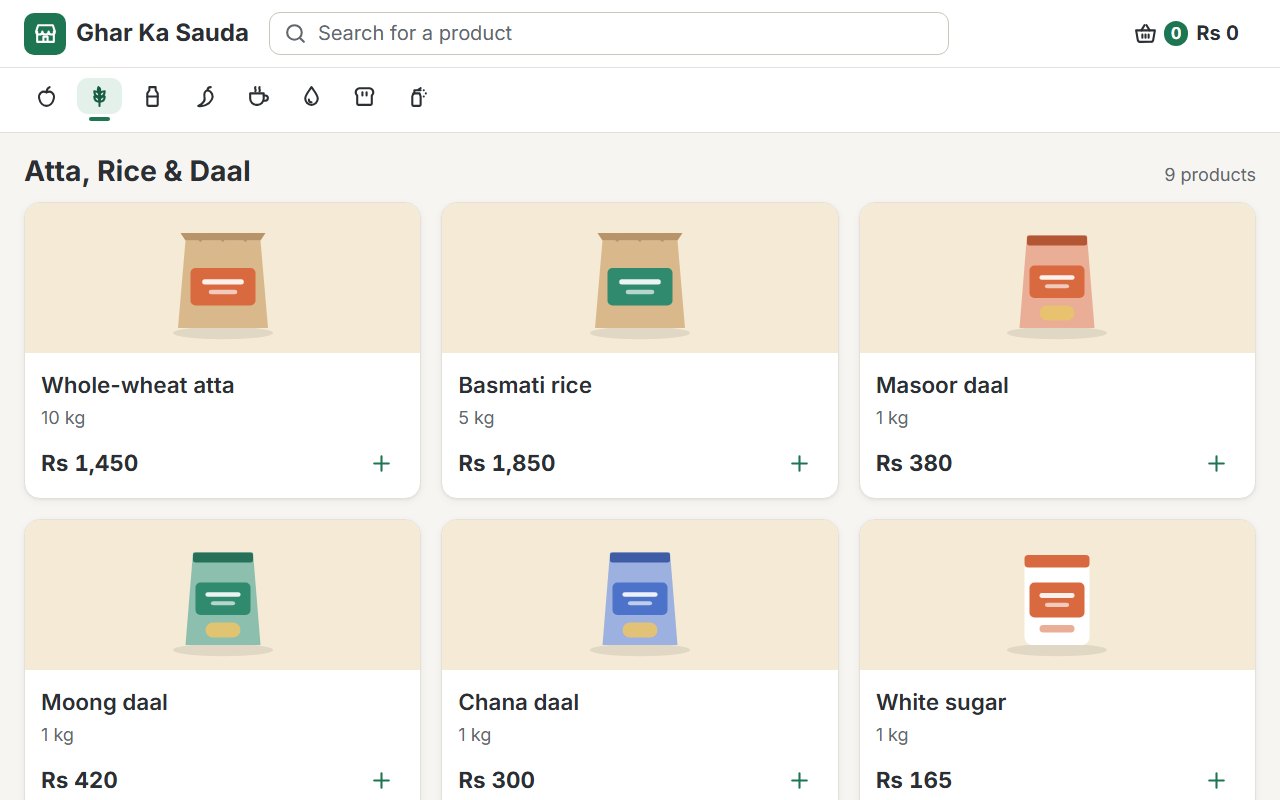 Ghar Ka Sauda
Search for a product
0 Rs 0
Atta, Rice & Daal
9 products
Whole-wheat atta
10 kg
Rs 1,450
Basmati rice
5 kg
Rs 1,850
Masoor daal
1 kg
Rs 380
Moong daal
1 kg
Rs 420
Chana daal
1 kg
Rs 300
White sugar
1 kg
Rs 165